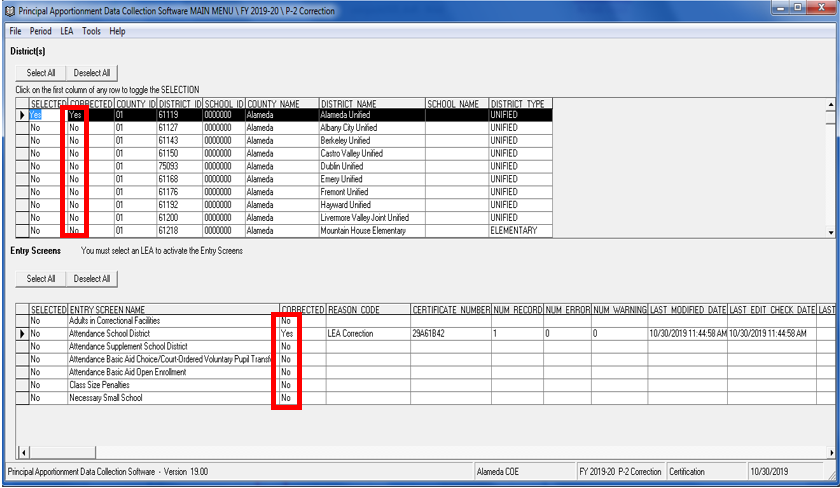 Principal Apportionment Data Collection Software MAIN MENU \ FY 2019-20 \ P-2 Correction
File Period LEA Tools Help
District(s)
Select All Deselect All
Click on the first column of any row to toggle the SELECTION
SELECTED CORRECTED COUNTY ID DISTRICT ID SCHOOL ID COUNTY NAME DISTRICT NAME SCHOOL NAME DISTRICT TYPE
Yes Yes 01 61119 0000000 Alameda Alameda Unified UNIFIED
No No 01 61127 0000000 Alameda Albany City Unified UNIFIED
No No 01 61143 0000000 Alameda Berkeley Unified UNIFIED
No No 01 61150 0000000 Alameda Castro Valley Unified UNIFIED
No No 01 75093 0000000 Alameda Dublin Unified UNIFIED
No No 01 61168 0000000 Alameda Emery Unified UNIFIED
No No 01 61176 0000000 Alameda Fremont Unified UNIFIED
No No 01 61192 0000000 Alameda Hayward Unified UNIFIED
No No 01 61200 0000000 Alameda Livermore Valley Joint Unified UNIFIED
No No 01 61218 0000000 Alameda Mountain House Elementary ELEMENTARY
Entry Screens You must select an LEA to activate the Entry Screens
Select All Deselect All
SELECTED ENTRY SCREEN NAME CORRECTED REASON CODE CERTIFICATE NUMBER NUM RECORD NUM ERROR NUM WARNING LAST MODIFIED DATE LAST EDIT CHECK DATE LAST
No Adults in Correctional Facilities No
No Attendance School District Yes LEA Correction 29A61B42 1 0 0 10/30/2019 11:44:58 AM 10/30/2019 11:44:58 AM
No Attendance Supplement School District No
No Attendance Basic Aid Choice/Court-Ordered Voluntary Pupil Transf No
No Attendance Basic Aid Open Enrollment No
No Class Size Penalties No
No Necessary Small School No
Principal Apportionment Data Collection Software - Version 19.00 Alameda COE FY 2019-20 P-2 Correction Certification 10/30/2019